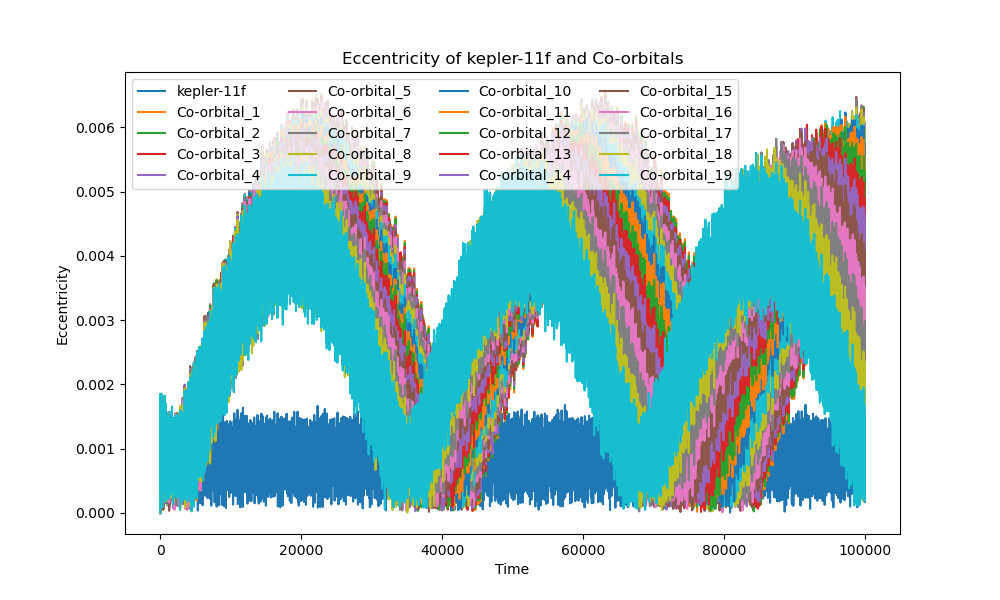 Eccentricity of kepler-11f and Co-orbitals
kepler-11f Co-orbital_5 Co-orbital_10 Co-orbital_15
Co-orbital_1 Co-orbital_6 Co-orbital_11 Co-orbital_16
Co-orbital_2 Co-orbital_7 Co-orbital_12 Co-orbital_17
Co-orbital_3 Co-orbital_8 Co-orbital_13 Co-orbital_18
Co-orbital_4 Co-orbital_9 Co-orbital_14 Co-orbital_19
0.006
0.005
0.004
0.003
0.002
0.001
0.000
Eccentricity
0 20000 40000 60000 80000 100000
Time